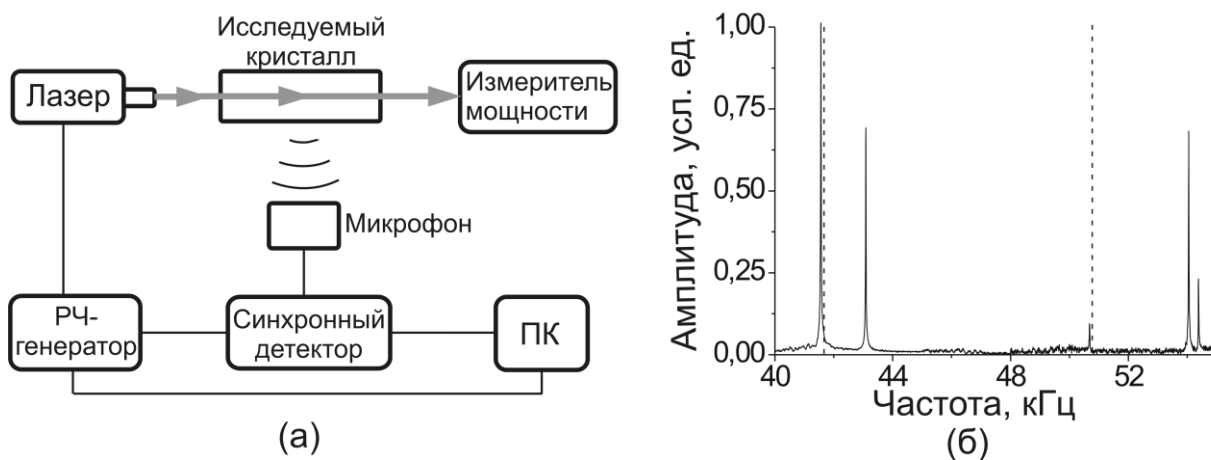 Исследуемый
кристалл
Лазер
Измеритель
мощности
Микрофон
РЧ-
генератор
Синхронный
детектор
ПК
(а)
Амплитуда, усл. ед.
1,00
0,75
0,50
0,25
0,00
40 44 48 52
Частота, кГц
(б)